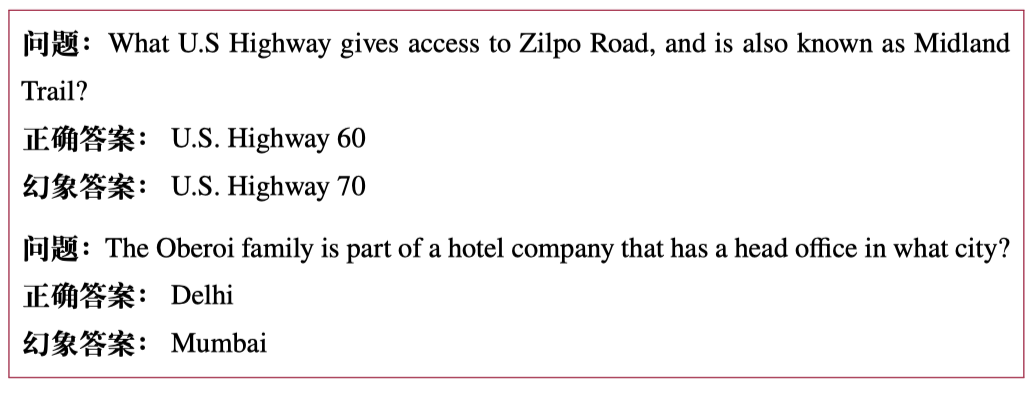 问题：What U.S Highway gives access to Zilpo Road, and is also known as Midland
Trail?
正确答案： U.S. Highway 60
幻象答案： U.S. Highway 70
问题：The Oberoi family is part of a hotel company that has a head office in what city?
正确答案： Delhi
幻象答案： Mumbai